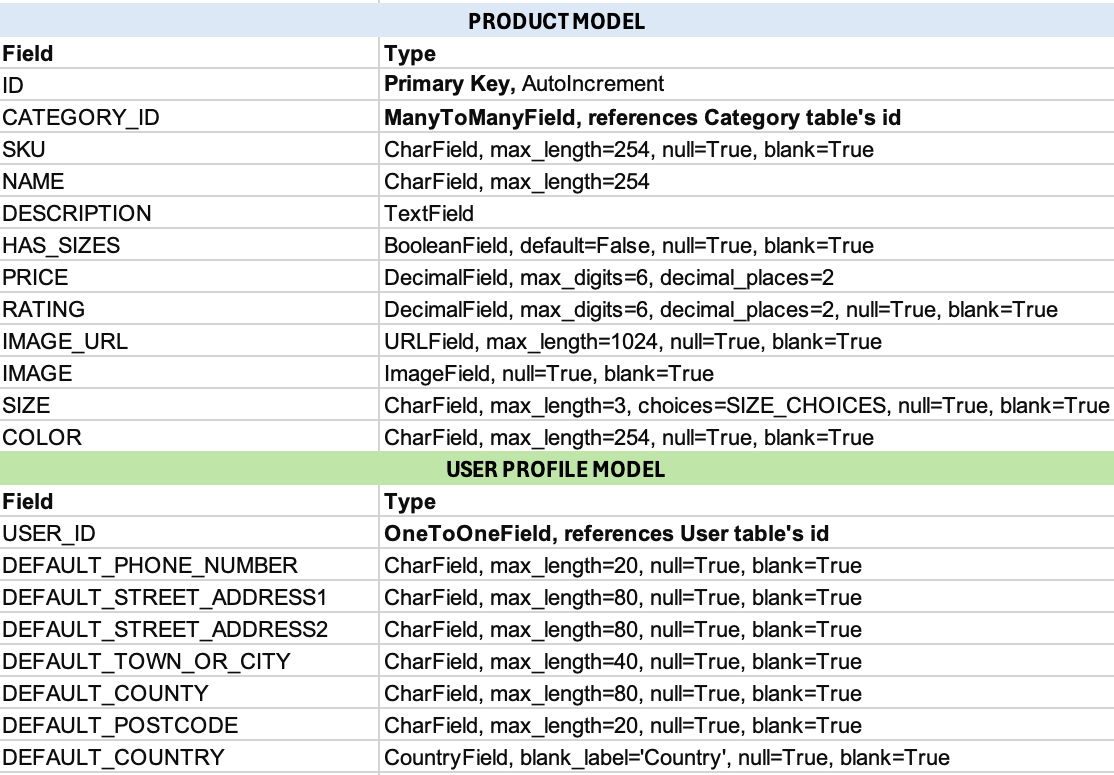 PRODUCT MODEL
Field Type
ID Primary Key, AutoIncrement
CATEGORY_ID ManyToManyField, references Category table's id
SKU CharField, max_length=254, null=True, blank=True
NAME CharField, max_length=254
DESCRIPTION TextField
HAS_SIZES BooleanField, default=False, null=True, blank=True
PRICE DecimalField, max_digits=6, decimal_places=2
RATING DecimalField, max_digits=6, decimal_places=2, null=True, blank=True
IMAGE_URL URLField, max_length=1024, null=True, blank=True
IMAGE ImageField, null=True, blank=True
SIZE CharField, max_length=3, choices=SIZE_CHOICES, null=True, blank=True
COLOR CharField, max_length=254, null=True, blank=True
USER PROFILE MODEL
Field Type
USER_ID OneToOneField, references User table's id
DEFAULT_PHONE_NUMBER CharField, max_length=20, null=True, blank=True
DEFAULT_STREET_ADDRESS1 CharField, max_length=80, null=True, blank=True
DEFAULT_STREET_ADDRESS2 CharField, max_length=80, null=True, blank=True
DEFAULT_TOWN_OR_CITY CharField, max_length=40, null=True, blank=True
DEFAULT_COUNTY CharField, max_length=80, null=True, blank=True
DEFAULT_POSTCODE CharField, max_length=20, null=True, blank=True
DEFAULT_COUNTRY CountryField, blank_label='Country', null=True, blank=True